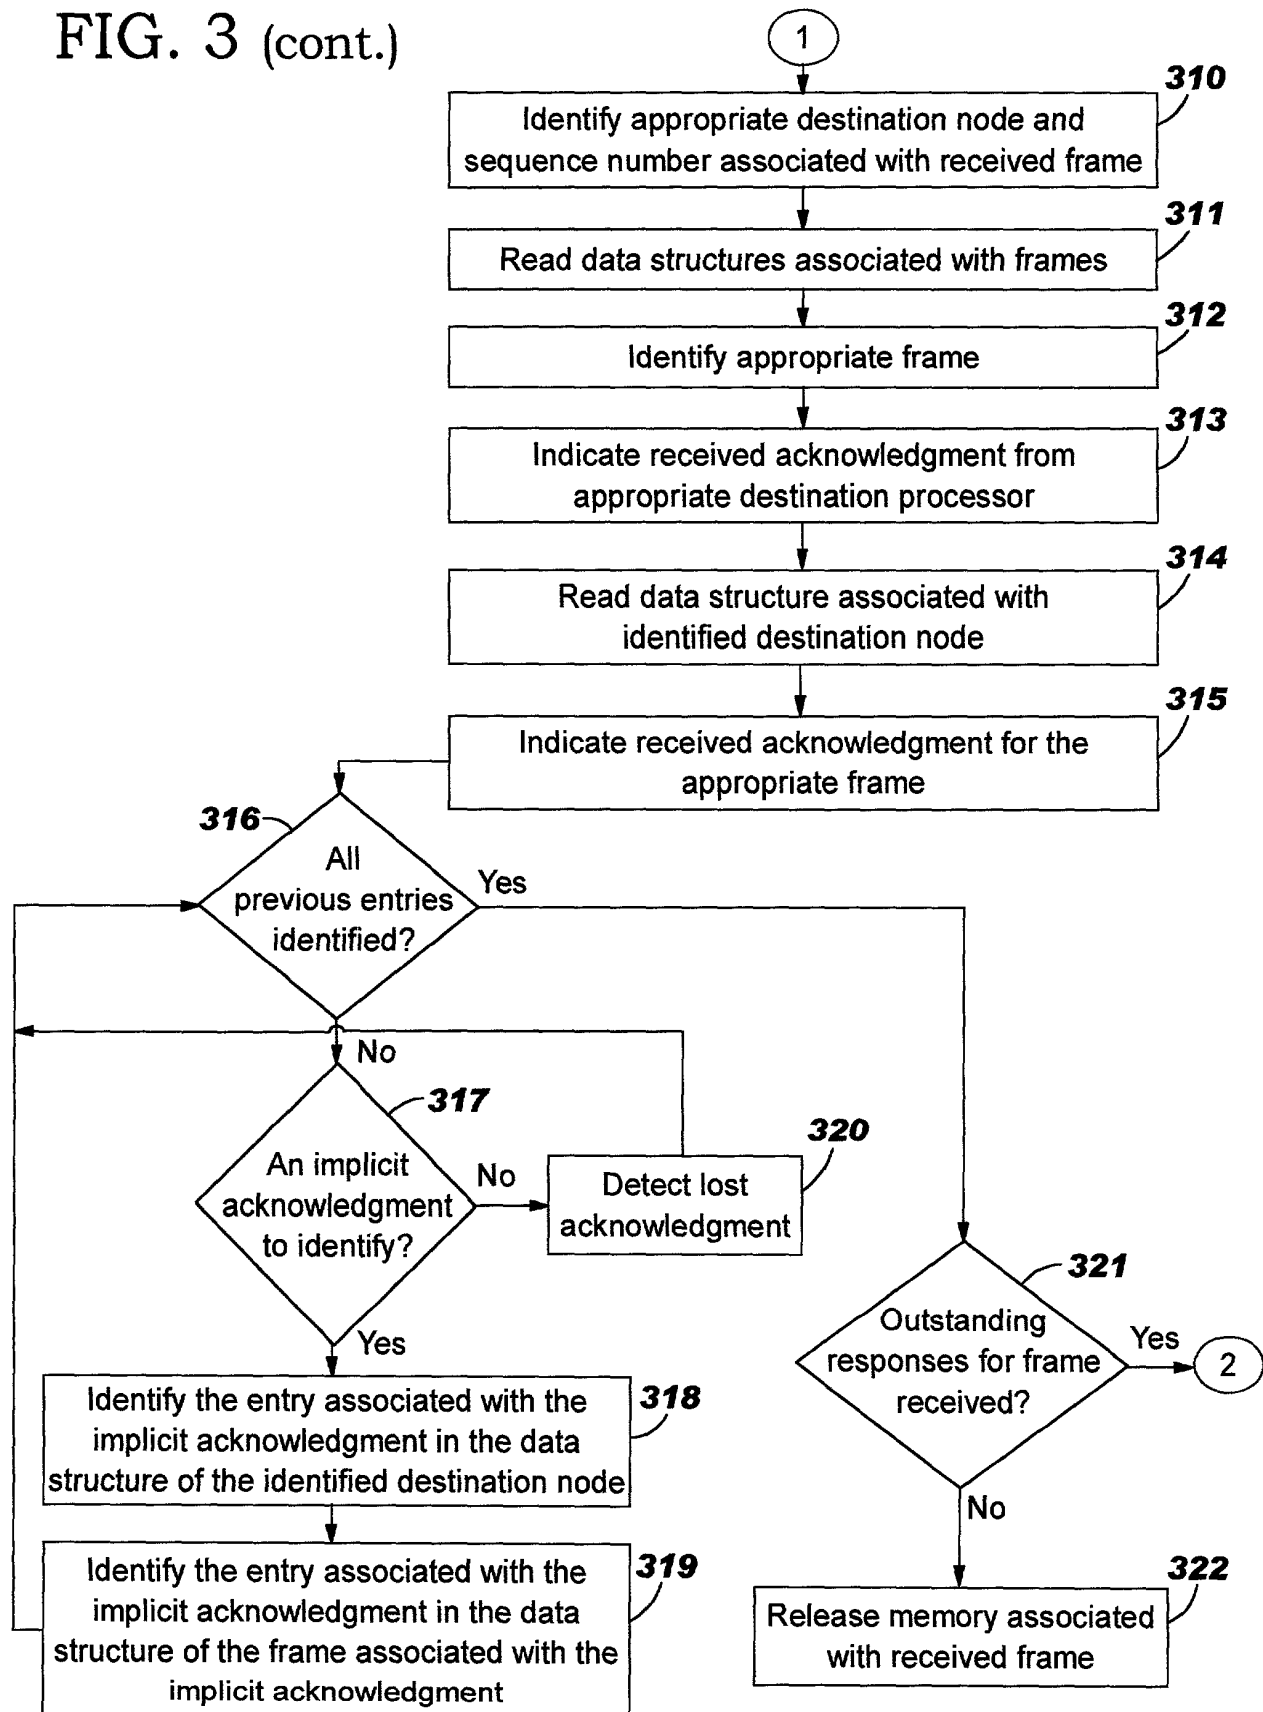 FIG. 3 (cont.)
1
310
Identify appropriate destination node and
sequence number associated with received frame
311
Read data structures associated with frames
312
Identify appropriate frame
313
Indicate received acknowledgment from
appropriate destination processor
314
Read data structure associated with
identified destination node
315
Indicate received acknowledgment for the
appropriate frame
316
All
previous entries
identified?
Yes
No
317
An implicit
acknowledgment
to identify?
No
320
Detect lost
acknowledgment
Yes
318
Identify the entry associated with the
implicit acknowledgment in the data
structure of the identified destination node
319
Identify the entry associated with the
implicit acknowledgment in the data
structure of the frame associated with the
implicit acknowledgment
321
Outstanding
responses for frame
received?
Yes
2
No
322
Release memory associated
with received frame